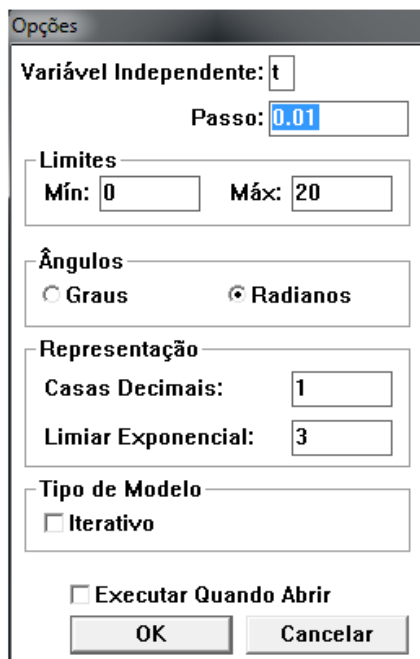 Opções
Variável Independente: t
Passo: 0.01
Limites
Mín: 0 Máx: 20
Ângulos
Graus Radianos
Representação
Casas Decimais: 1
Limiar Exponencial: 3
Tipo de Modelo
Iterativo
Executar Quando Abrir
OK Cancelar